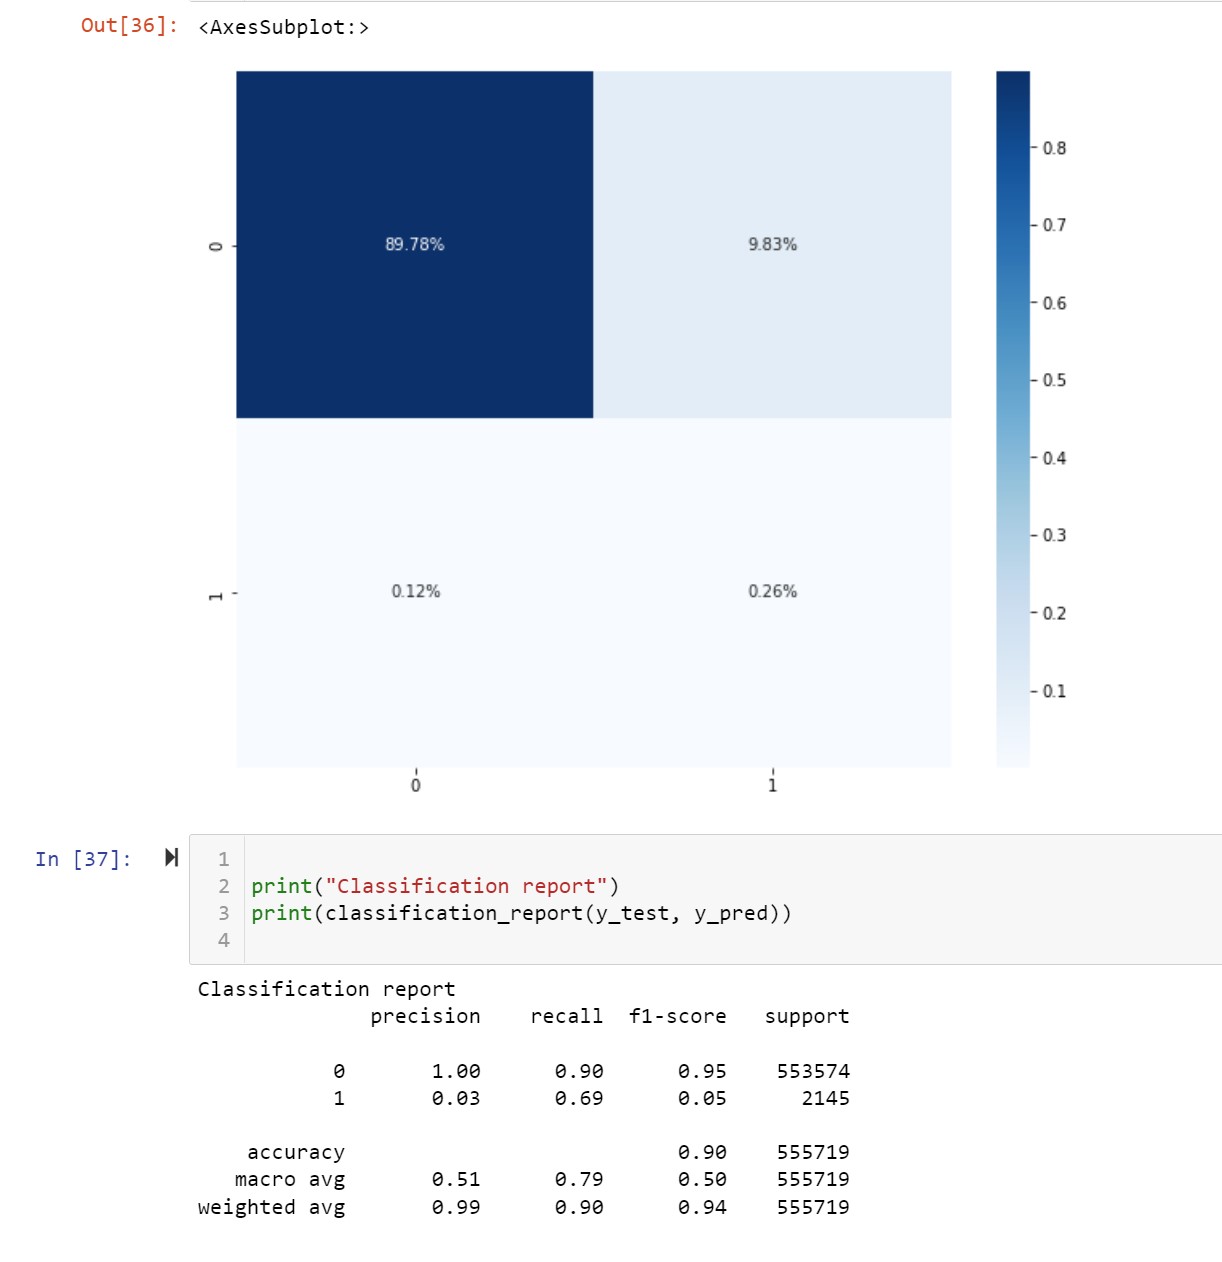 Out[36]: <AxesSubplot:>
0.8
0.7
0 89.78% 9.83%
0.6
0.5
0.4
0.3
1 0.12% 0.26%
0.2
0.1
0 1
In [37]: 1
2 print("Classification report")
3 print(classification_report(y_test, y_pred))
4
Classification report
precision recall f1-score support
0 1.00 0.90 0.95 553574
1 0.03 0.69 0.05 2145
accuracy 0.90 555719
macro avg 0.51 0.79 0.50 555719
weighted avg 0.99 0.90 0.94 555719